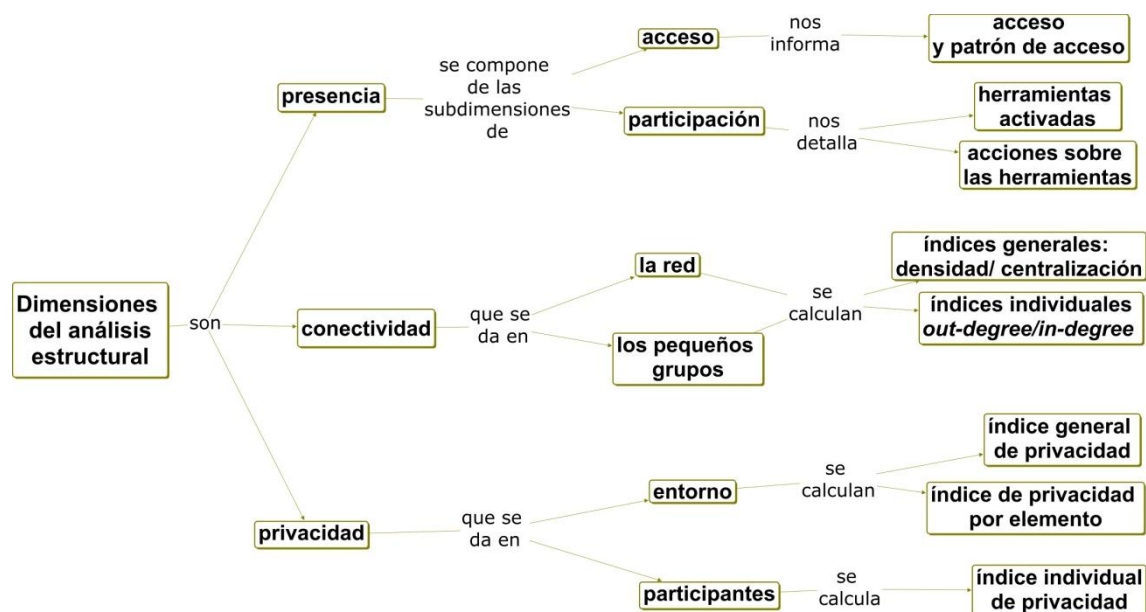 Dimensiones
del análisis
estructural
son
presencia
se compone
de las
subdimensiones
de
acceso
nos
informa
acceso
y patrón de acceso
participación
nos
detalla
herramientas
activadas
acciones sobre
las herramientas
conectividad
que se
da en
la red
los pequeños
grupos
se
calculan
índices generales:
densidad/ centralización
índices individuales
out-degree/in-degree
privacidad
que se
da en
entorno
se
calculan
índice general
de privacidad
índice de privacidad
por elemento
participantes
se
calcula
índice individual
de privacidad